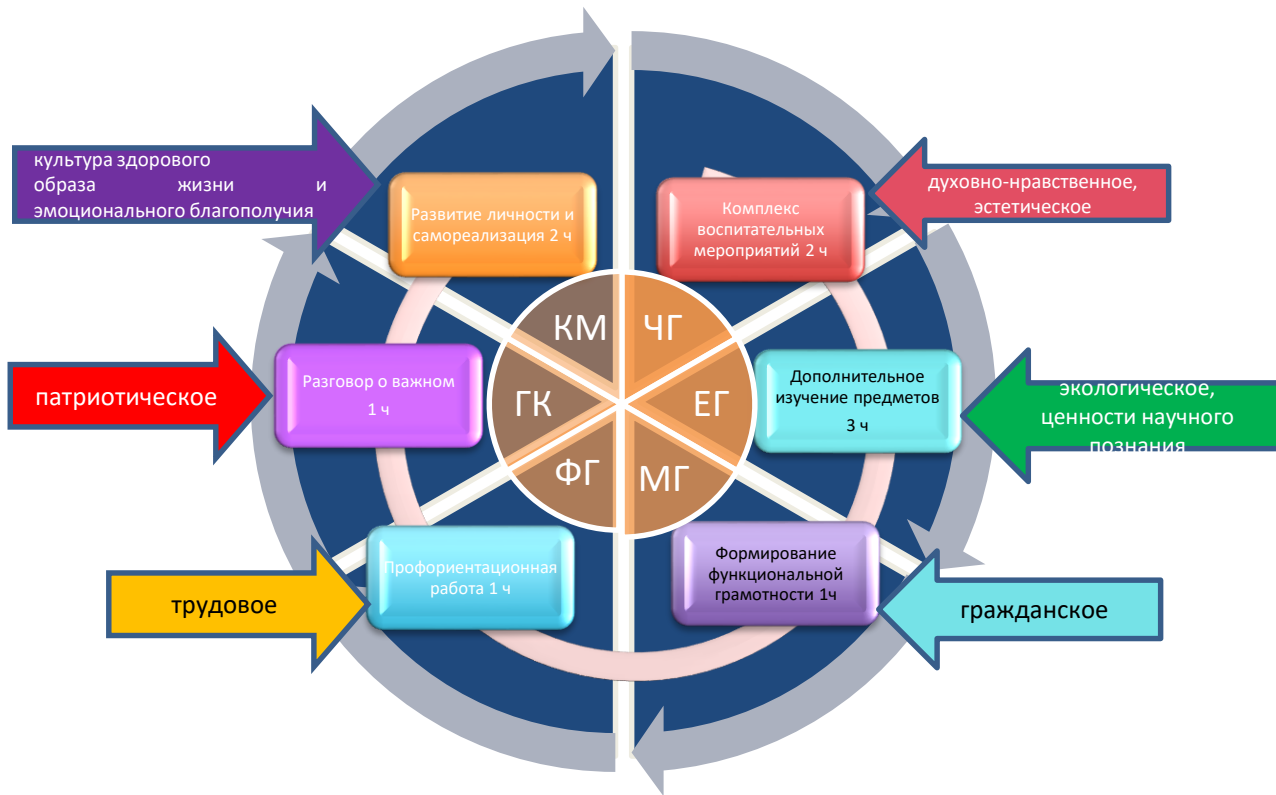 культура здорового
образа жизни и
эмоционального благополучия
Развитие личности и
самореализация 2 ч
Комплекс
воспитательных
мероприятий 2 ч
духовно-нравственное,
эстетическое
КМ
ЧГ
патриотическое
Разговор о важном
1 ч
ГК
ЕГ
Дополнительное
изучение предметов
3 ч
экологическое,
ценности научного
познания
ФГ
МГ
трудовое
Профориентационная
работа 1 ч
Формирование
функциональной
грамотности 1ч
гражданское